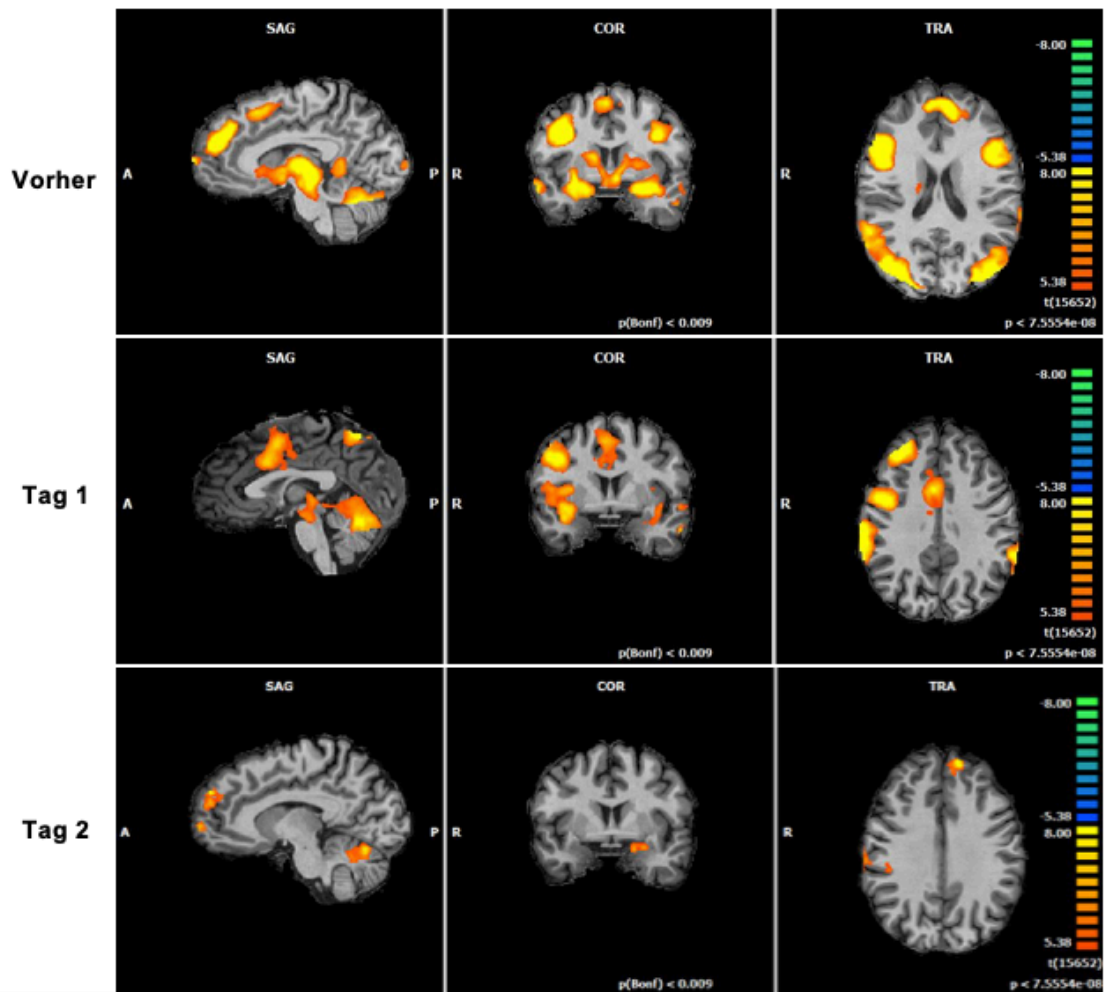 SAG COR TRA
-8.00
Vorher
A P R R
-5.38
8.00
5.38
t(15652)
p(Bonf) < 0.009 p < 7.5554e-08
SAG COR TRA
-8.00
Tag 1
A P R R
-5.38
8.00
5.38
t(15652)
p(Bonf) < 0.009 p < 7.5554e-08
SAG COR TRA
-8.00
Tag 2
A P R R
-5.38
8.00
5.38
t(15652)
p(Bonf) < 0.009 p < 7.5554e-08